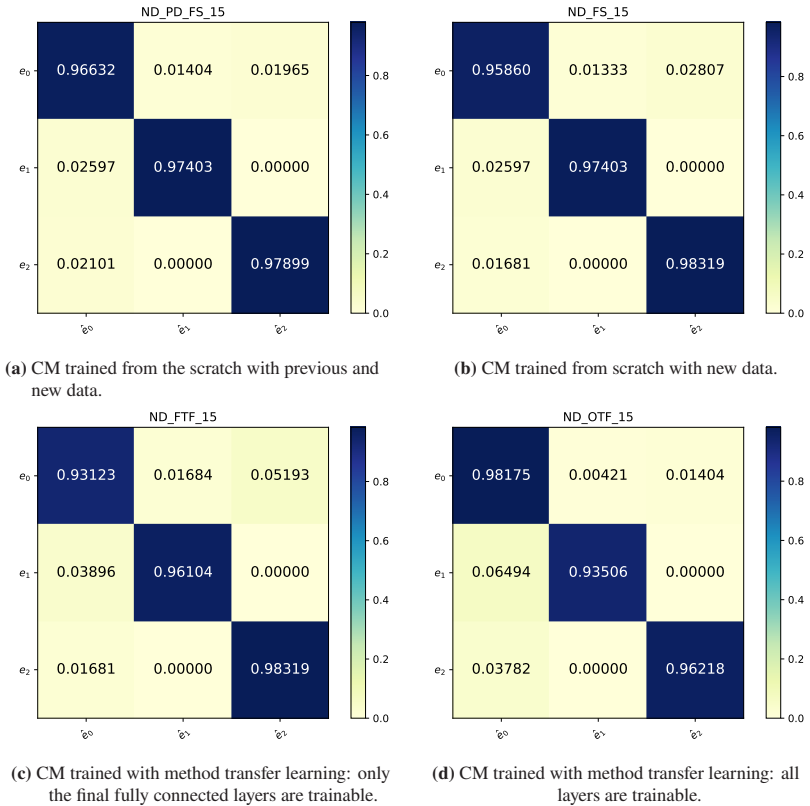 ND_PD_FS_15
e0 0.96632 0.01404 0.01965
e1 0.02597 0.97403 0.00000
e2 0.02101 0.00000 0.97899
ê0 ê1 ê2
0.8
0.6
0.4
0.2
0.0
(a) CM trained from the scratch with previous and
new data.
ND_FS_15
e0 0.95860 0.01333 0.02807
e1 0.02597 0.97403 0.00000
e2 0.01681 0.00000 0.98319
ê0 ê1 ê2
0.8
0.6
0.4
0.2
0.0
(b) CM trained from scratch with new data.
ND_FTF_15
e0 0.93123 0.01684 0.05193
e1 0.03896 0.96104 0.00000
e2 0.01681 0.00000 0.98319
ê0 ê1 ê2
0.8
0.6
0.4
0.2
0.0
(c) CM trained with method transfer learning: only
the final fully connected layers are trainable.
ND_OTF_15
e0 0.98175 0.00421 0.01404
e1 0.06494 0.93506 0.00000
e2 0.03782 0.00000 0.96218
ê0 ê1 ê2
0.8
0.6
0.4
0.2
0.0
(d) CM trained with method transfer learning: all
layers are trainable.